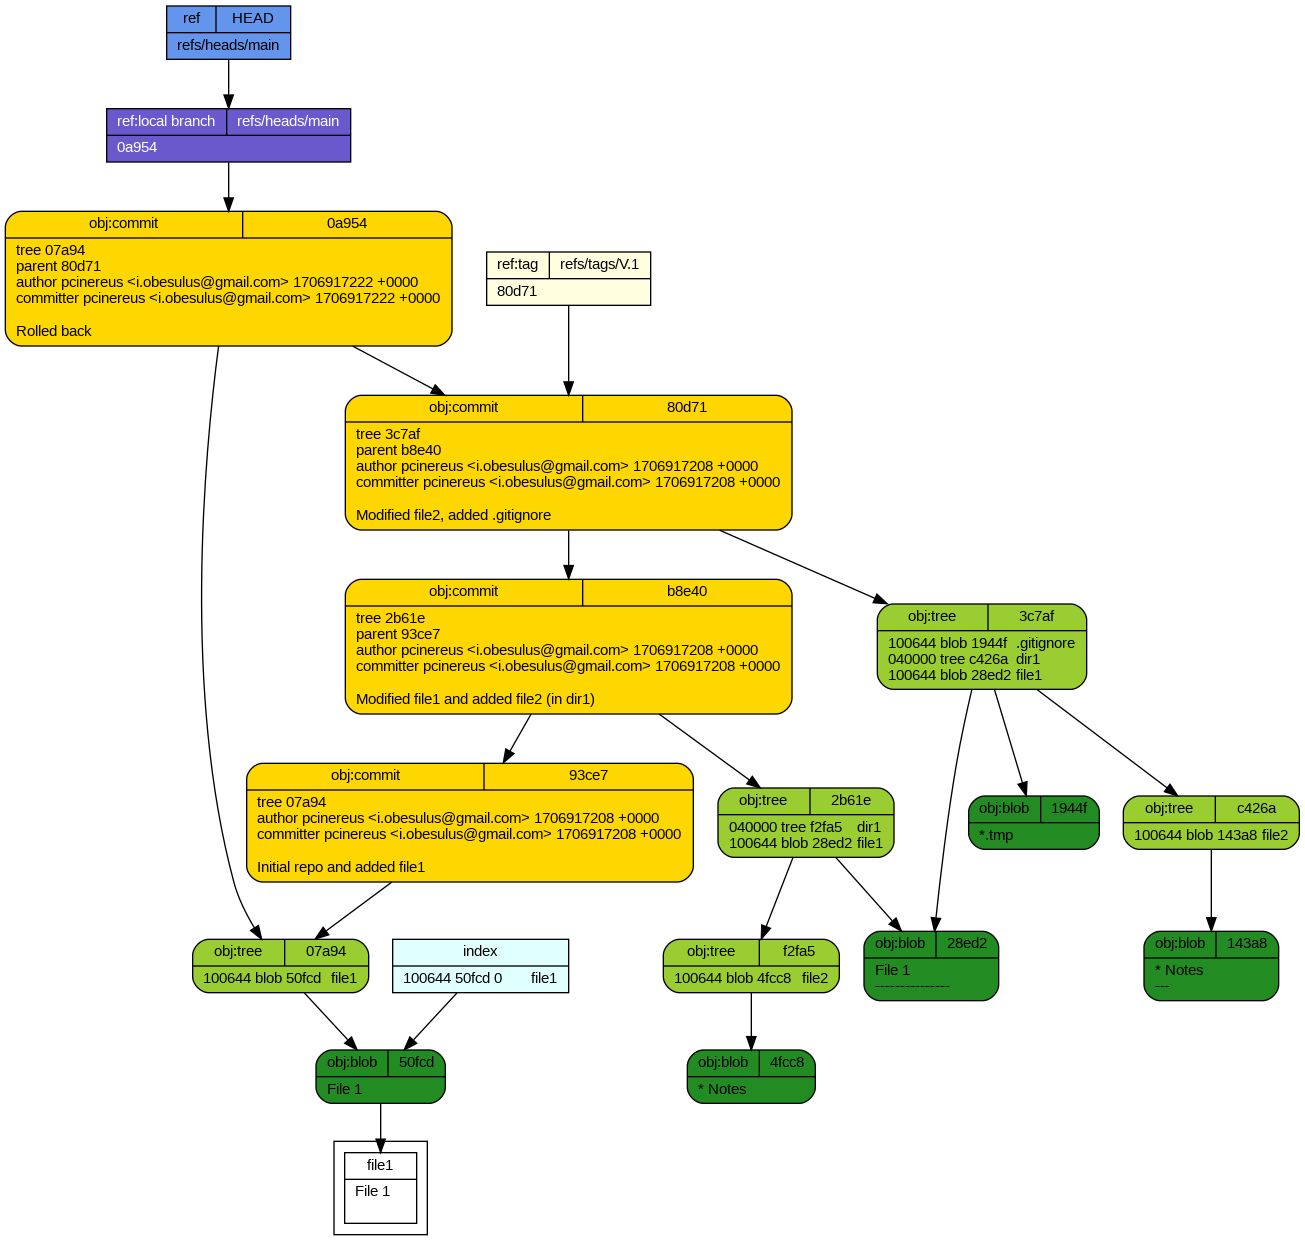 ref HEAD
refs/heads/main
ref:local branch refs/heads/main
0a954
obj:commit 0a954
tree 07a94
parent 80d71
author pcinereus <i.obesulus@gmail.com> 1706917222 +0000
committer pcinereus <i.obesulus@gmail.com> 1706917222 +0000
Rolled back
ref:tag refs/tags/V.1
80d71
obj:commit 80d71
tree 3c7af
parent b8e40
author pcinereus <i.obesulus@gmail.com> 1706917208 +0000
committer pcinereus <i.obesulus@gmail.com> 1706917208 +0000
Modified file2, added .gitignore
obj:commit b8e40
tree 2b61e
parent 93ce7
author pcinereus <i.obesulus@gmail.com> 1706917208 +0000
committer pcinereus <i.obesulus@gmail.com> 1706917208 +0000
Modified file1 and added file2 (in dir1)
obj:tree 3c7af
100644 blob 1944f .gitignore
040000 tree c426a dir1
100644 blob 28ed2 file1
obj:commit 93ce7
tree 07a94
author pcinereus <i.obesulus@gmail.com> 1706917208 +0000
committer pcinereus <i.obesulus@gmail.com> 1706917208 +0000
Initial repo and added file1
obj:tree 2b61e
040000 tree f2fa5 dir1
100644 blob 28ed2 file1
obj:blob 1944f
*.tmp
obj:tree c426a
100644 blob 143a8 file2
obj:tree 07a94
100644 blob 50fcd file1
index
100644 50fcd 0 file1
obj:tree f2fa5
100644 blob 4fcc8 file2
obj:blob 28ed2
File 1
---------------
obj:blob 143a8
* Notes
---
obj:blob 50fcd
File 1
obj:blob 4fcc8
* Notes
file1
File 1